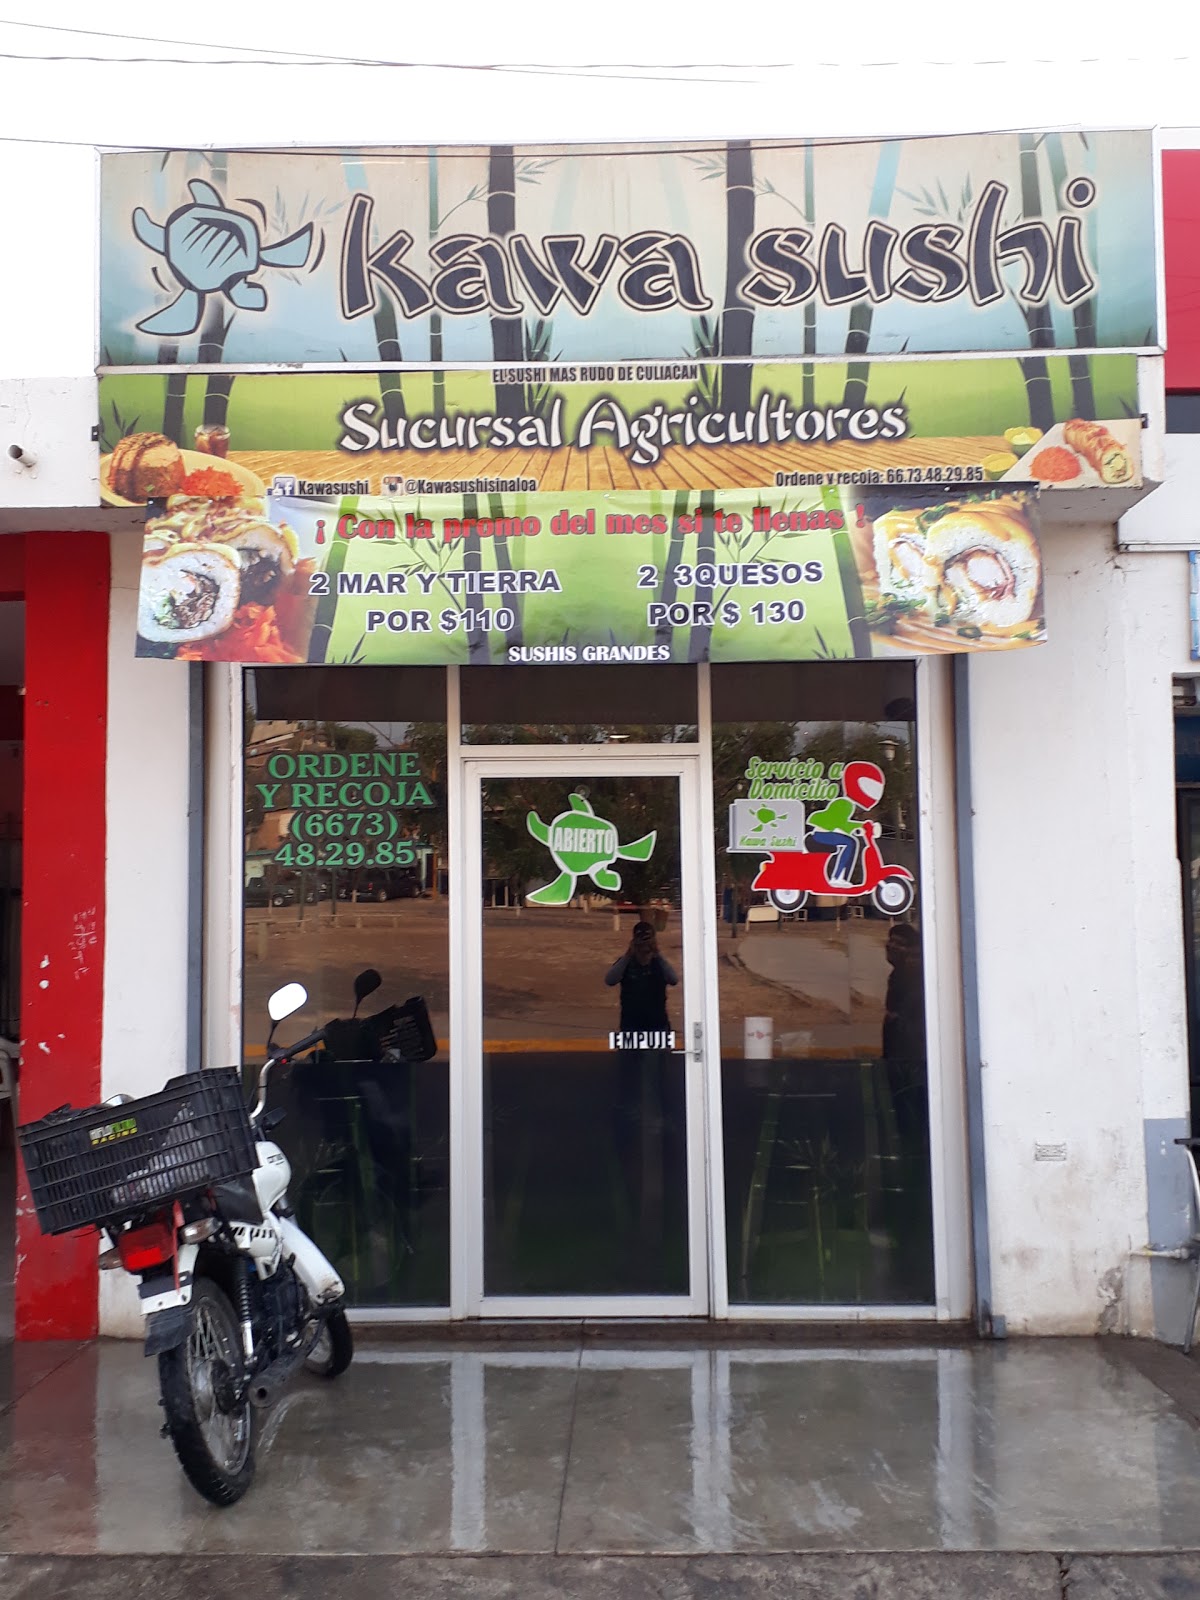 kawa sushi
EL SUSHI MAS RUDO DE CULIACAN
Sucursal Agricultores
Kawasushi @Kawasushisinaloa
Ordene y recoja: 66.73.48.29.85
¡ Con la promo del mes si te llenas !
2 MAR Y TIERRA
POR $110
2 3QUESOS
POR $ 130
SUSHIS GRANDES
ORDENE
Y RECOJA
(6673)
48.29.85
ABIERTO
Servicio a
Domicilio
Kawa Sushi
EMPUJE
RACING